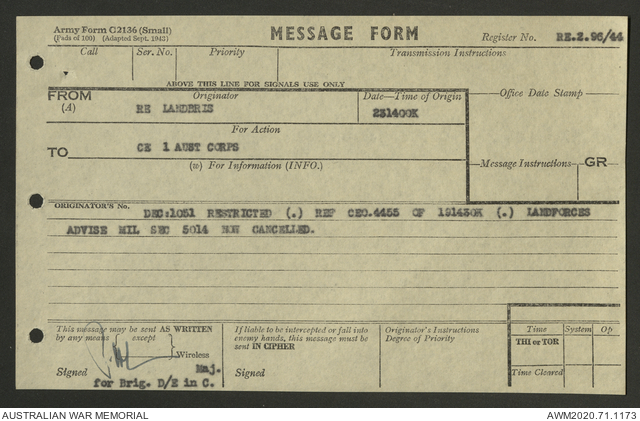 Army Form C2136 (Small)
(Pads of 100) (Adapted Sept. 1943)
MESSAGE FORM
Register No. RE.2.96/44
Call Ser. No. Priority Transmission Instructions
ABOVE THIS LINE FOR SIGNALS USE ONLY
FROM (A) Originator Date—Time of Origin Office Date Stamp
RE LANDBRIS 231400K
For Action
TO CE 1 AUST CORPS
(w) For Information (INFO.) Message Instructions GR
ORIGINATOR'S No.
DEC:1051 RESTRICTED (.) REF CEO.4455 OF 191430K (.) LANDFORCES
ADVISE MIL SEC 5014 NOW CANCELLED.
This message may be sent AS WRITTEN
by any means except
Wireless
Signed Maj.
for Brig. D/E in C.
If liable to be intercepted or fall into
enemy hands, this message must be
sent IN CIPHER
Signed
Originator's Instructions
Degree of Priority
Time System Op
THI or TOR
Time Cleared
AUSTRALIAN WAR MEMORIAL AWM2020.71.1173